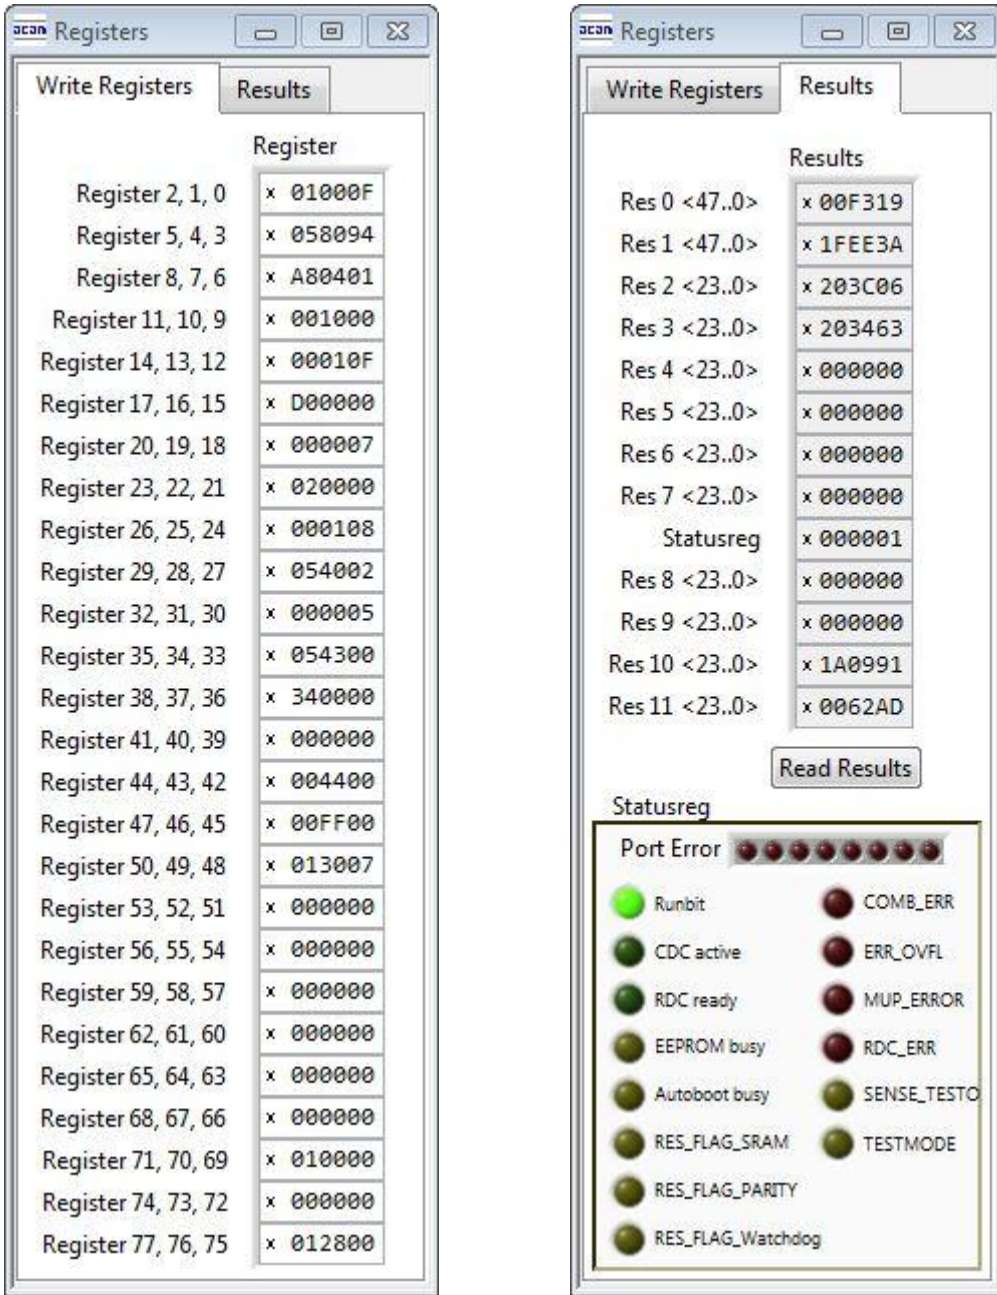 acan Registers
Write Registers Results
Register
Register 2, 1, 0 x 01000F
Register 5, 4, 3 x 058094
Register 8, 7, 6 x A80401
Register 11, 10, 9 x 001000
Register 14, 13, 12 x 00010F
Register 17, 16, 15 x D00000
Register 20, 19, 18 x 000007
Register 23, 22, 21 x 020000
Register 26, 25, 24 x 000108
Register 29, 28, 27 x 054002
Register 32, 31, 30 x 000005
Register 35, 34, 33 x 054300
Register 38, 37, 36 x 340000
Register 41, 40, 39 x 000000
Register 44, 43, 42 x 004400
Register 47, 46, 45 x 00FF00
Register 50, 49, 48 x 013007
Register 53, 52, 51 x 000000
Register 56, 55, 54 x 000000
Register 59, 58, 57 x 000000
Register 62, 61, 60 x 000000
Register 65, 64, 63 x 000000
Register 68, 67, 66 x 000000
Register 71, 70, 69 x 010000
Register 74, 73, 72 x 000000
Register 77, 76, 75 x 012800
acan Registers
Write Registers Results
Results
Res 0 <47..0> x 00F319
Res 1 <47..0> x 1FEE3A
Res 2 <23..0> x 203C06
Res 3 <23..0> x 203463
Res 4 <23..0> x 000000
Res 5 <23..0> x 000000
Res 6 <23..0> x 000000
Res 7 <23..0> x 000000
Statusreg x 000001
Res 8 <23..0> x 000000
Res 9 <23..0> x 000000
Res 10 <23..0> x 1A0991
Res 11 <23..0> x 0062AD
Read Results
Statusreg
Port Error
Runbit COMB_ERR
CDC active ERR_OVFL
RDC ready MUP_ERROR
EEPROM busy RDC_ERR
Autoboot busy SENSE_TESTO
RES_FLAG_SRAM TESTMODE
RES_FLAG_PARITY
RES_FLAG_Watchdog